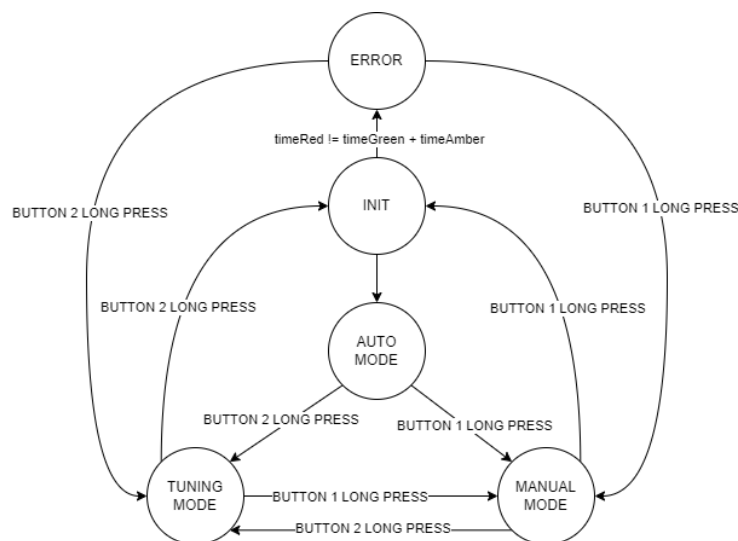 ERROR
timeRed != timeGreen + timeAmber
INIT
BUTTON 2 LONG PRESS
BUTTON 1 LONG PRESS
BUTTON 2 LONG PRESS
BUTTON 1 LONG PRESS
AUTO
MODE
BUTTON 2 LONG PRESS
BUTTON 1 LONG PRESS
TUNING
MODE
BUTTON 1 LONG PRESS
MANUAL
MODE
BUTTON 2 LONG PRESS